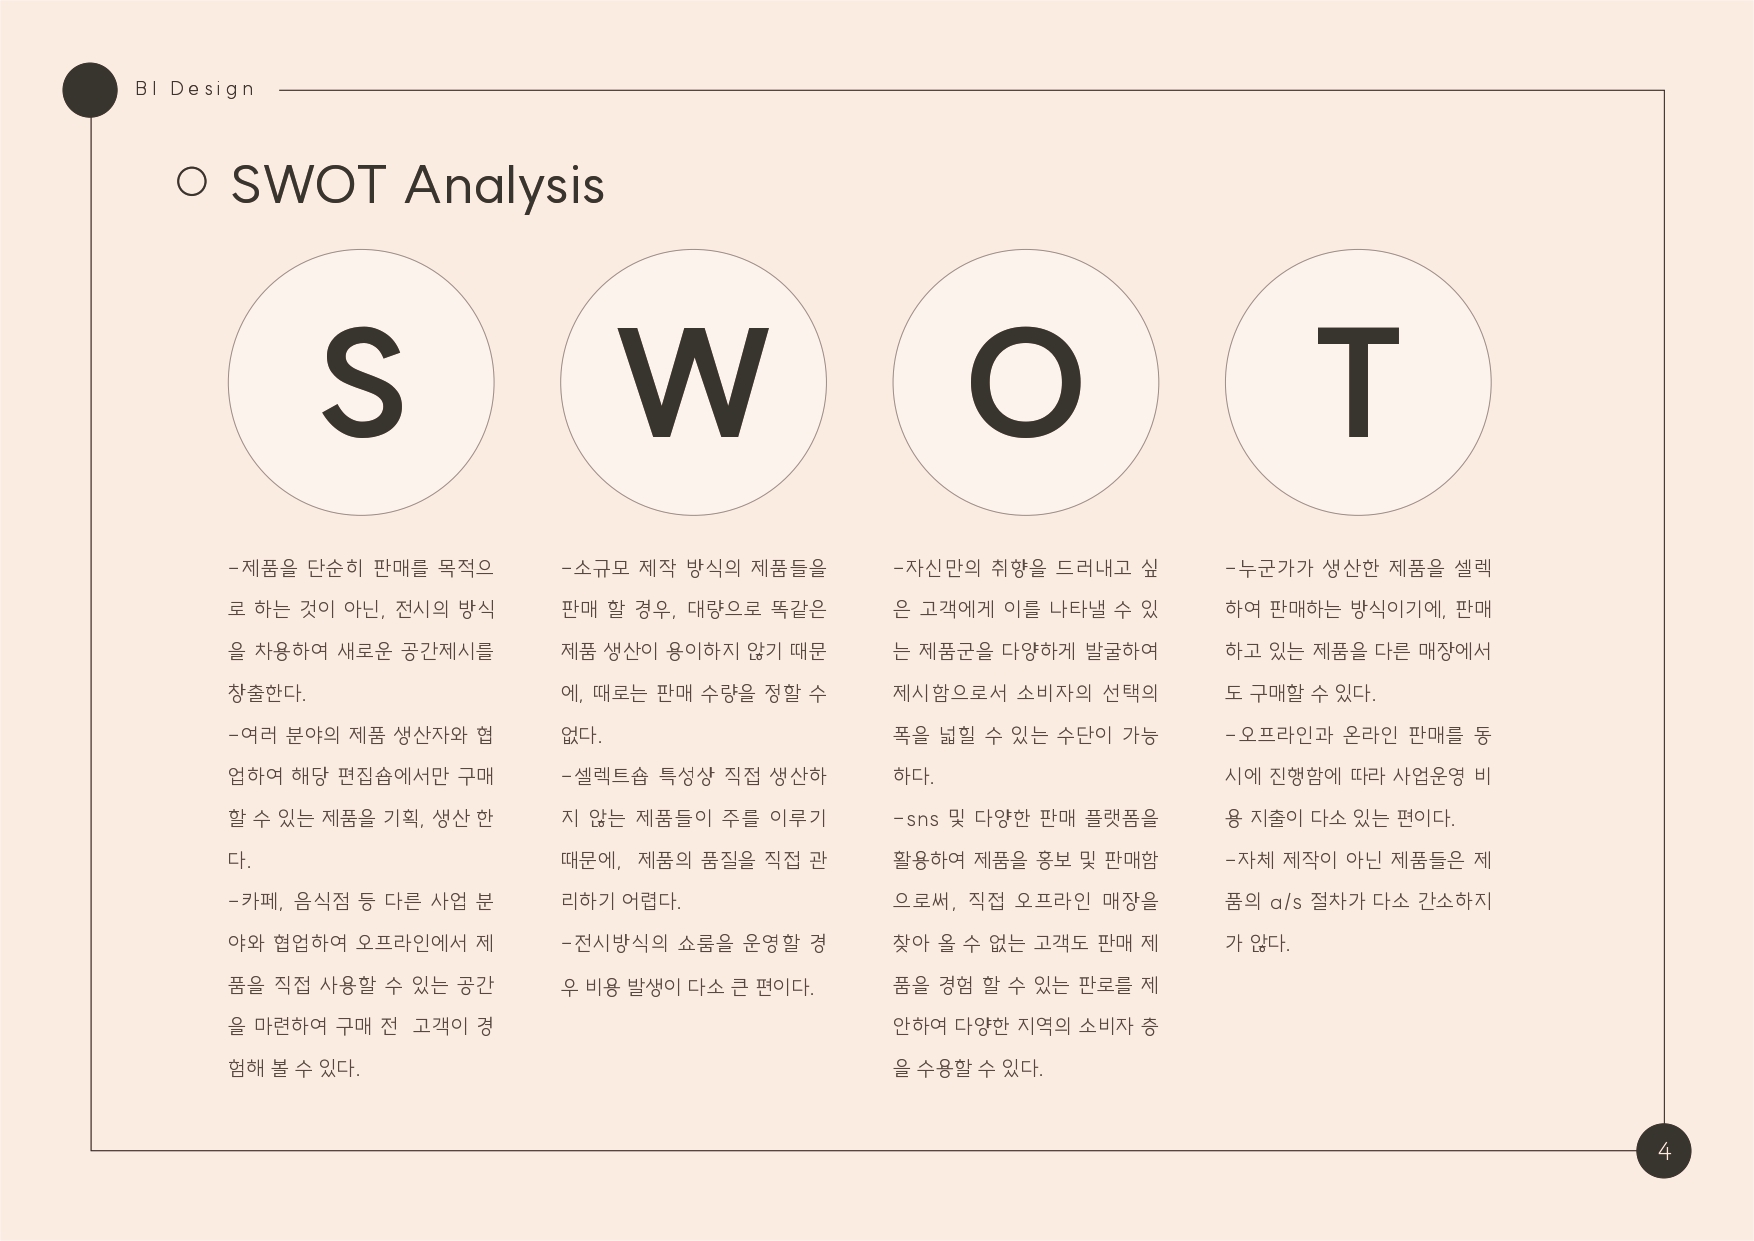 BI Design
SWOT Analysis
S
-제품을 단순히 판매를 목적으
로 하는 것이 아닌, 전시의 방식
을 차용하여 새로운 공간제시를
창출한다.
-여러 분야의 제품 생산자와 협
업하여 해당 편집숍에서만 구매
할 수 있는 제품을 기획, 생산 한
다.
-카페, 음식점 등 다른 사업 분
야와 협업하여 오프라인에서 제
품을 직접 사용할 수 있는 공간
을 마련하여 구매 전 고객이 경
험해 볼 수 있다.
W
-소규모 제작 방식의 제품들을
판매 할 경우, 대량으로 똑같은
제품 생산이 용이하지 않기 때문
에, 때로는 판매 수량을 정할 수
없다.
-셀렉트숍 특성상 직접 생산하
지 않는 제품들이 주를 이루기
때문에, 제품의 품질을 직접 관
리하기 어렵다.
-전시방식의 쇼룸을 운영할 경
우 비용 발생이 다소 큰 편이다.
O
-자신만의 취향을 드러내고 싶
은 고객에게 이를 나타낼 수 있
는 제품군을 다양하게 발굴하여
제시함으로서 소비자의 선택의
폭을 넓힐 수 있는 수단이 가능
하다.
-sns 및 다양한 판매 플랫폼을
활용하여 제품을 홍보 및 판매함
으로써, 직접 오프라인 매장을
찾아 올 수 없는 고객도 판매 제
품을 경험 할 수 있는 판로를 제
안하여 다양한 지역의 소비자 층
을 수용할 수 있다.
T
-누군가가 생산한 제품을 셀렉
하여 판매하는 방식이기에, 판매
하고 있는 제품을 다른 매장에서
도 구매할 수 있다.
-오프라인과 온라인 판매를 동
시에 진행함에 따라 사업운영 비
용 지출이 다소 있는 편이다.
-자체 제작이 아닌 제품들은 제
품의 a/s 절차가 다소 간소하지
가 않다.
4